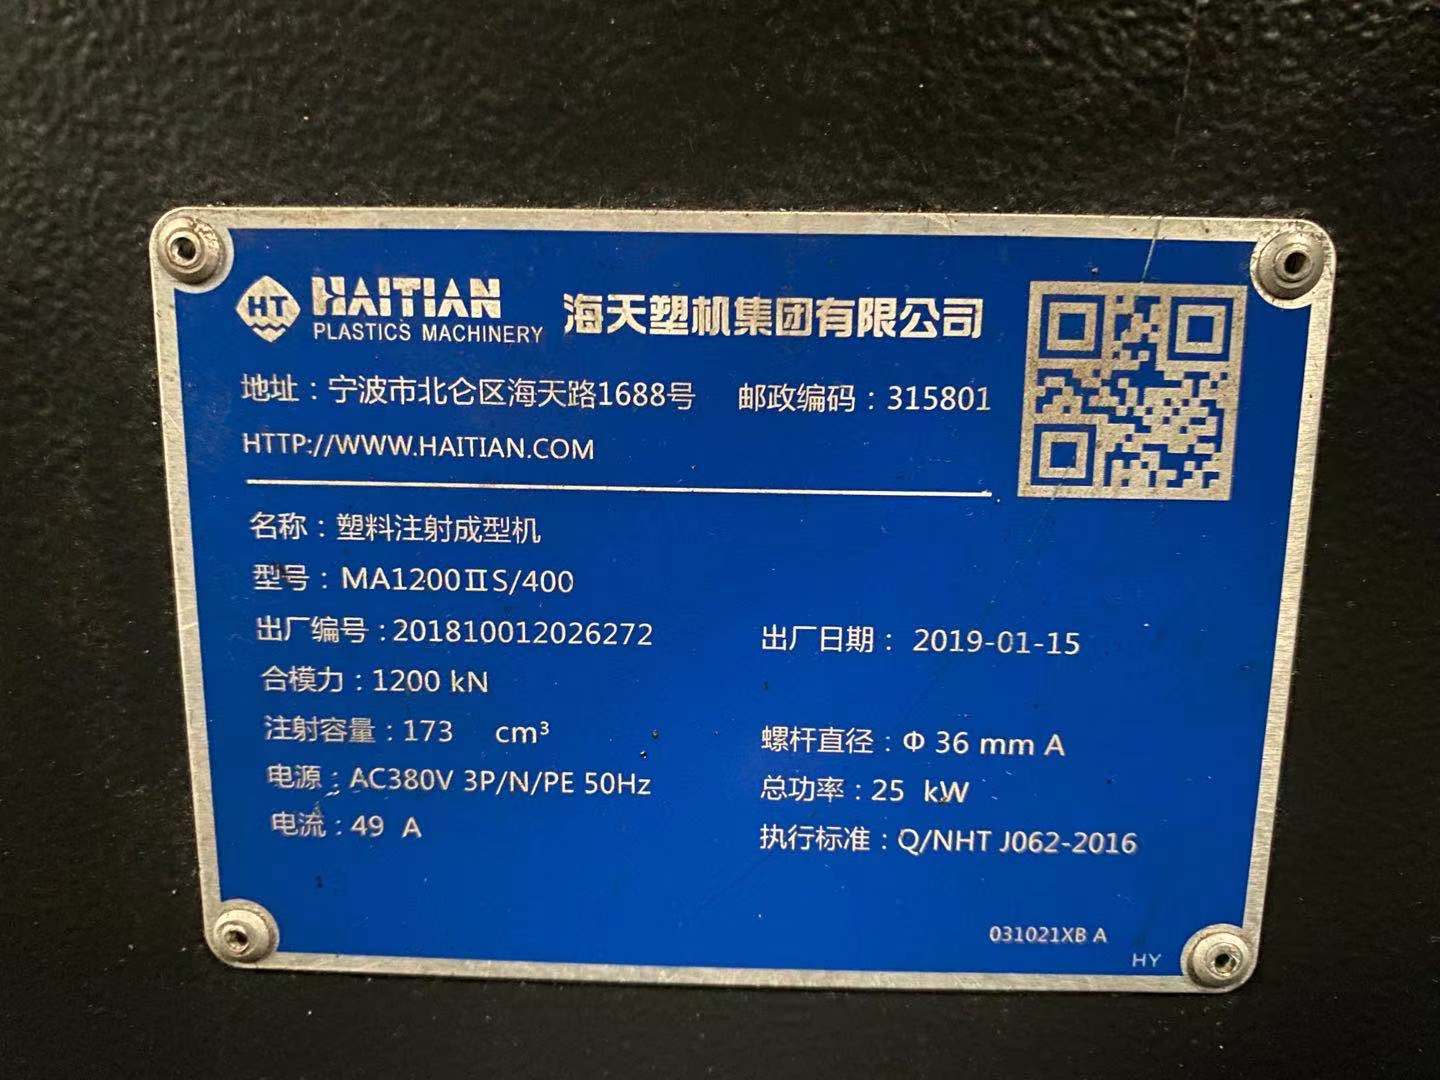 HT HAITIAN 海天塑机集团有限公司
PLASTICS MACHINERY
地址：宁波市北仑区海天路1688号 邮政编码：315801
HTTP://WWW.HAITIAN.COM
名称：塑料注射成型机
型号：MA1200ⅡS/400
出厂编号：201810012026272 出厂日期： 2019-01-15
合模力：1200 kN
注射容量：173 cm³ 螺杆直径：Φ 36 mm A
电源：AC380V 3P/N/PE 50Hz 总功率：25 kW
电流：49 A 执行标准：Q/NHT J062-2016
031021XB A
HY